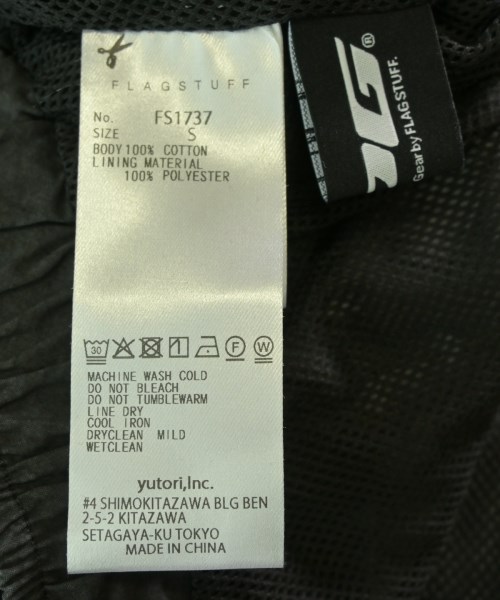 FLAGSTUFF
No. FS1737
SIZE S
BODY 100% COTTON
LINING MATERIAL
100% POLYESTER
30 F W
MACHINE WASH COLD
DO NOT BLEACH
DO NOT TUMBLEWARM
LINE DRY
COOL IRON
DRYCLEAN MILD
WETCLEAN
yutori,Inc.
#4 SHIMOKITAZAWA BLG BEN
2-5-2 KITAZAWA
SETAGAYA-KU TOKYO
MADE IN CHINA
G®
Gear by FLAGSTUFF.